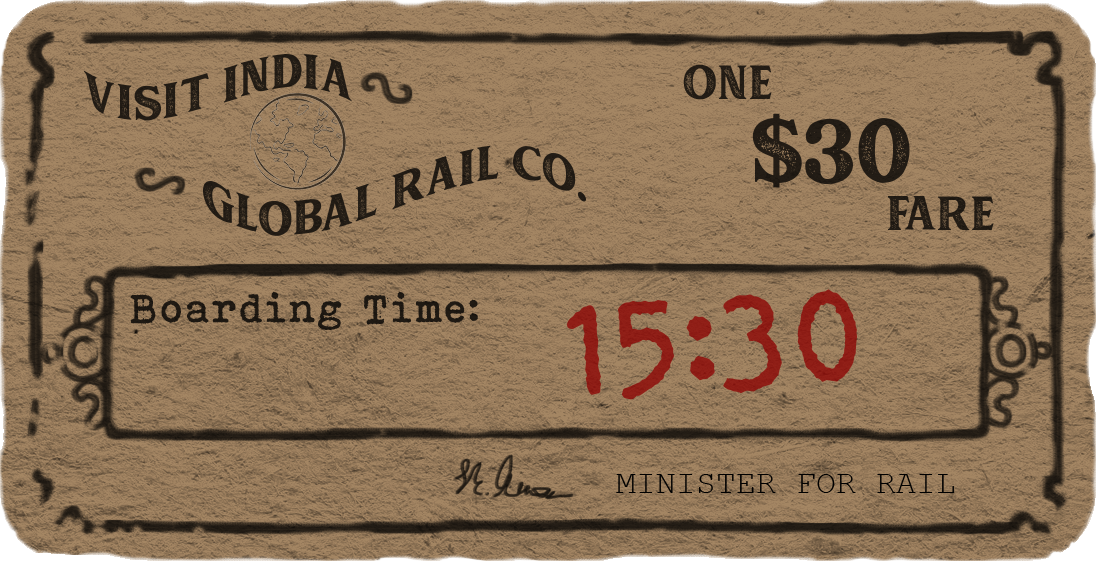 VISIT INDIA
GLOBAL RAIL CO.
ONE
$30
FARE
Boarding Time:
15:30
MINISTER FOR RAIL